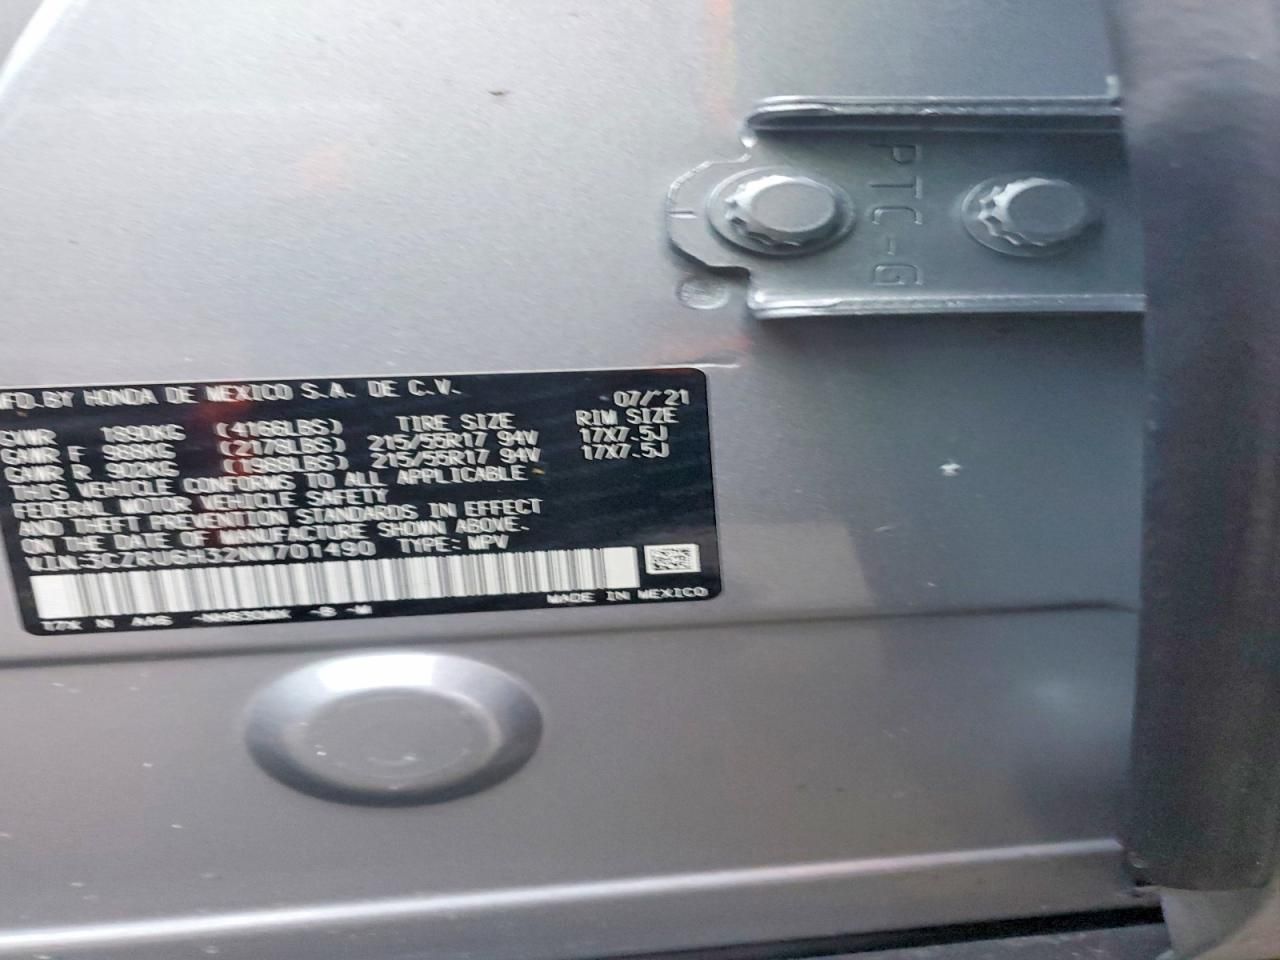 MFD. BY HONDA DE MEXICO S.A. DE C.V. 07/'21
GVWR 1890KG (4166LBS) TIRE SIZE RIM SIZE
GAWR F 988KG (2178LBS) 215/55R17 94V 17X7.5J
GAWR R 902KG (1988LBS) 215/55R17 94V 17X7.5J
THIS VEHICLE CONFORMS TO ALL APPLICABLE
FEDERAL MOTOR VEHICLE SAFETY
AND THEFT PREVENTION STANDARDS IN EFFECT
ON THE DATE OF MANUFACTURE SHOWN ABOVE.
VIN:3CZRU6H32NM701490 TYPE: MPV
T7X N AA6 -NH830MX -B -M MADE IN MEXICO
PTC-G